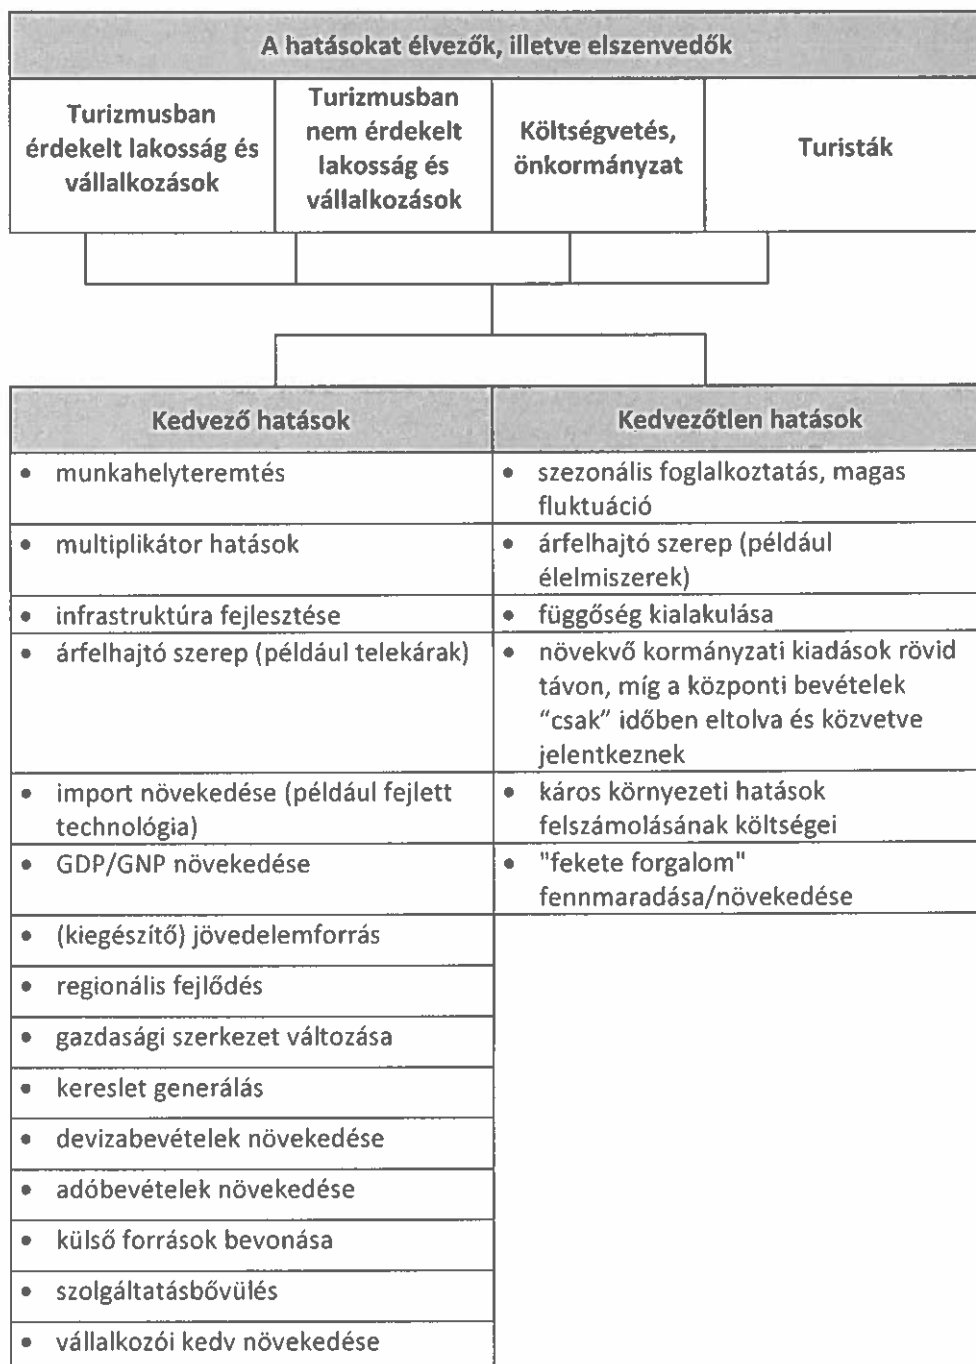 A hatásokat élvezők, illetve elszenvedők
Turizmusban
érdekelt lakosság és
vállalkozások
Turizmusban
nem érdekelt
lakosság és
vállalkozások
Költségvetés,
önkormányzat
Turisták
Kedvező hatások
Kedvezőtlen hatások
• munkahelyteremtés
• szezonális foglalkoztatás, magas
fluktuáció
• multiplikátor hatások
• árfelhajtó szerep (például
élelmiszerek)
• infrastruktúra fejlesztése
• függőség kialakulása
• árfelhajtó szerep (például telekárak)
• növekvő kormányzati kiadások rövid
távon, míg a központi bevételek
“csak” időben eltolva és közvetve
jelentkeznek
• import növekedése (például fejlett
technológia)
• káros környezeti hatások
felszámolásának költségei
• GDP/GNP növekedése
• "fekete forgalom"
fennmaradása/növekedése
• (kiegészítő) jövedelemforrás
• regionális fejlődés
• gazdasági szerkezet változása
• kereslet generálás
• devizabevételek növekedése
• adóbevételek növekedése
• külső források bevonása
• szolgáltatásbővülés
• vállalkozói kedv növekedése